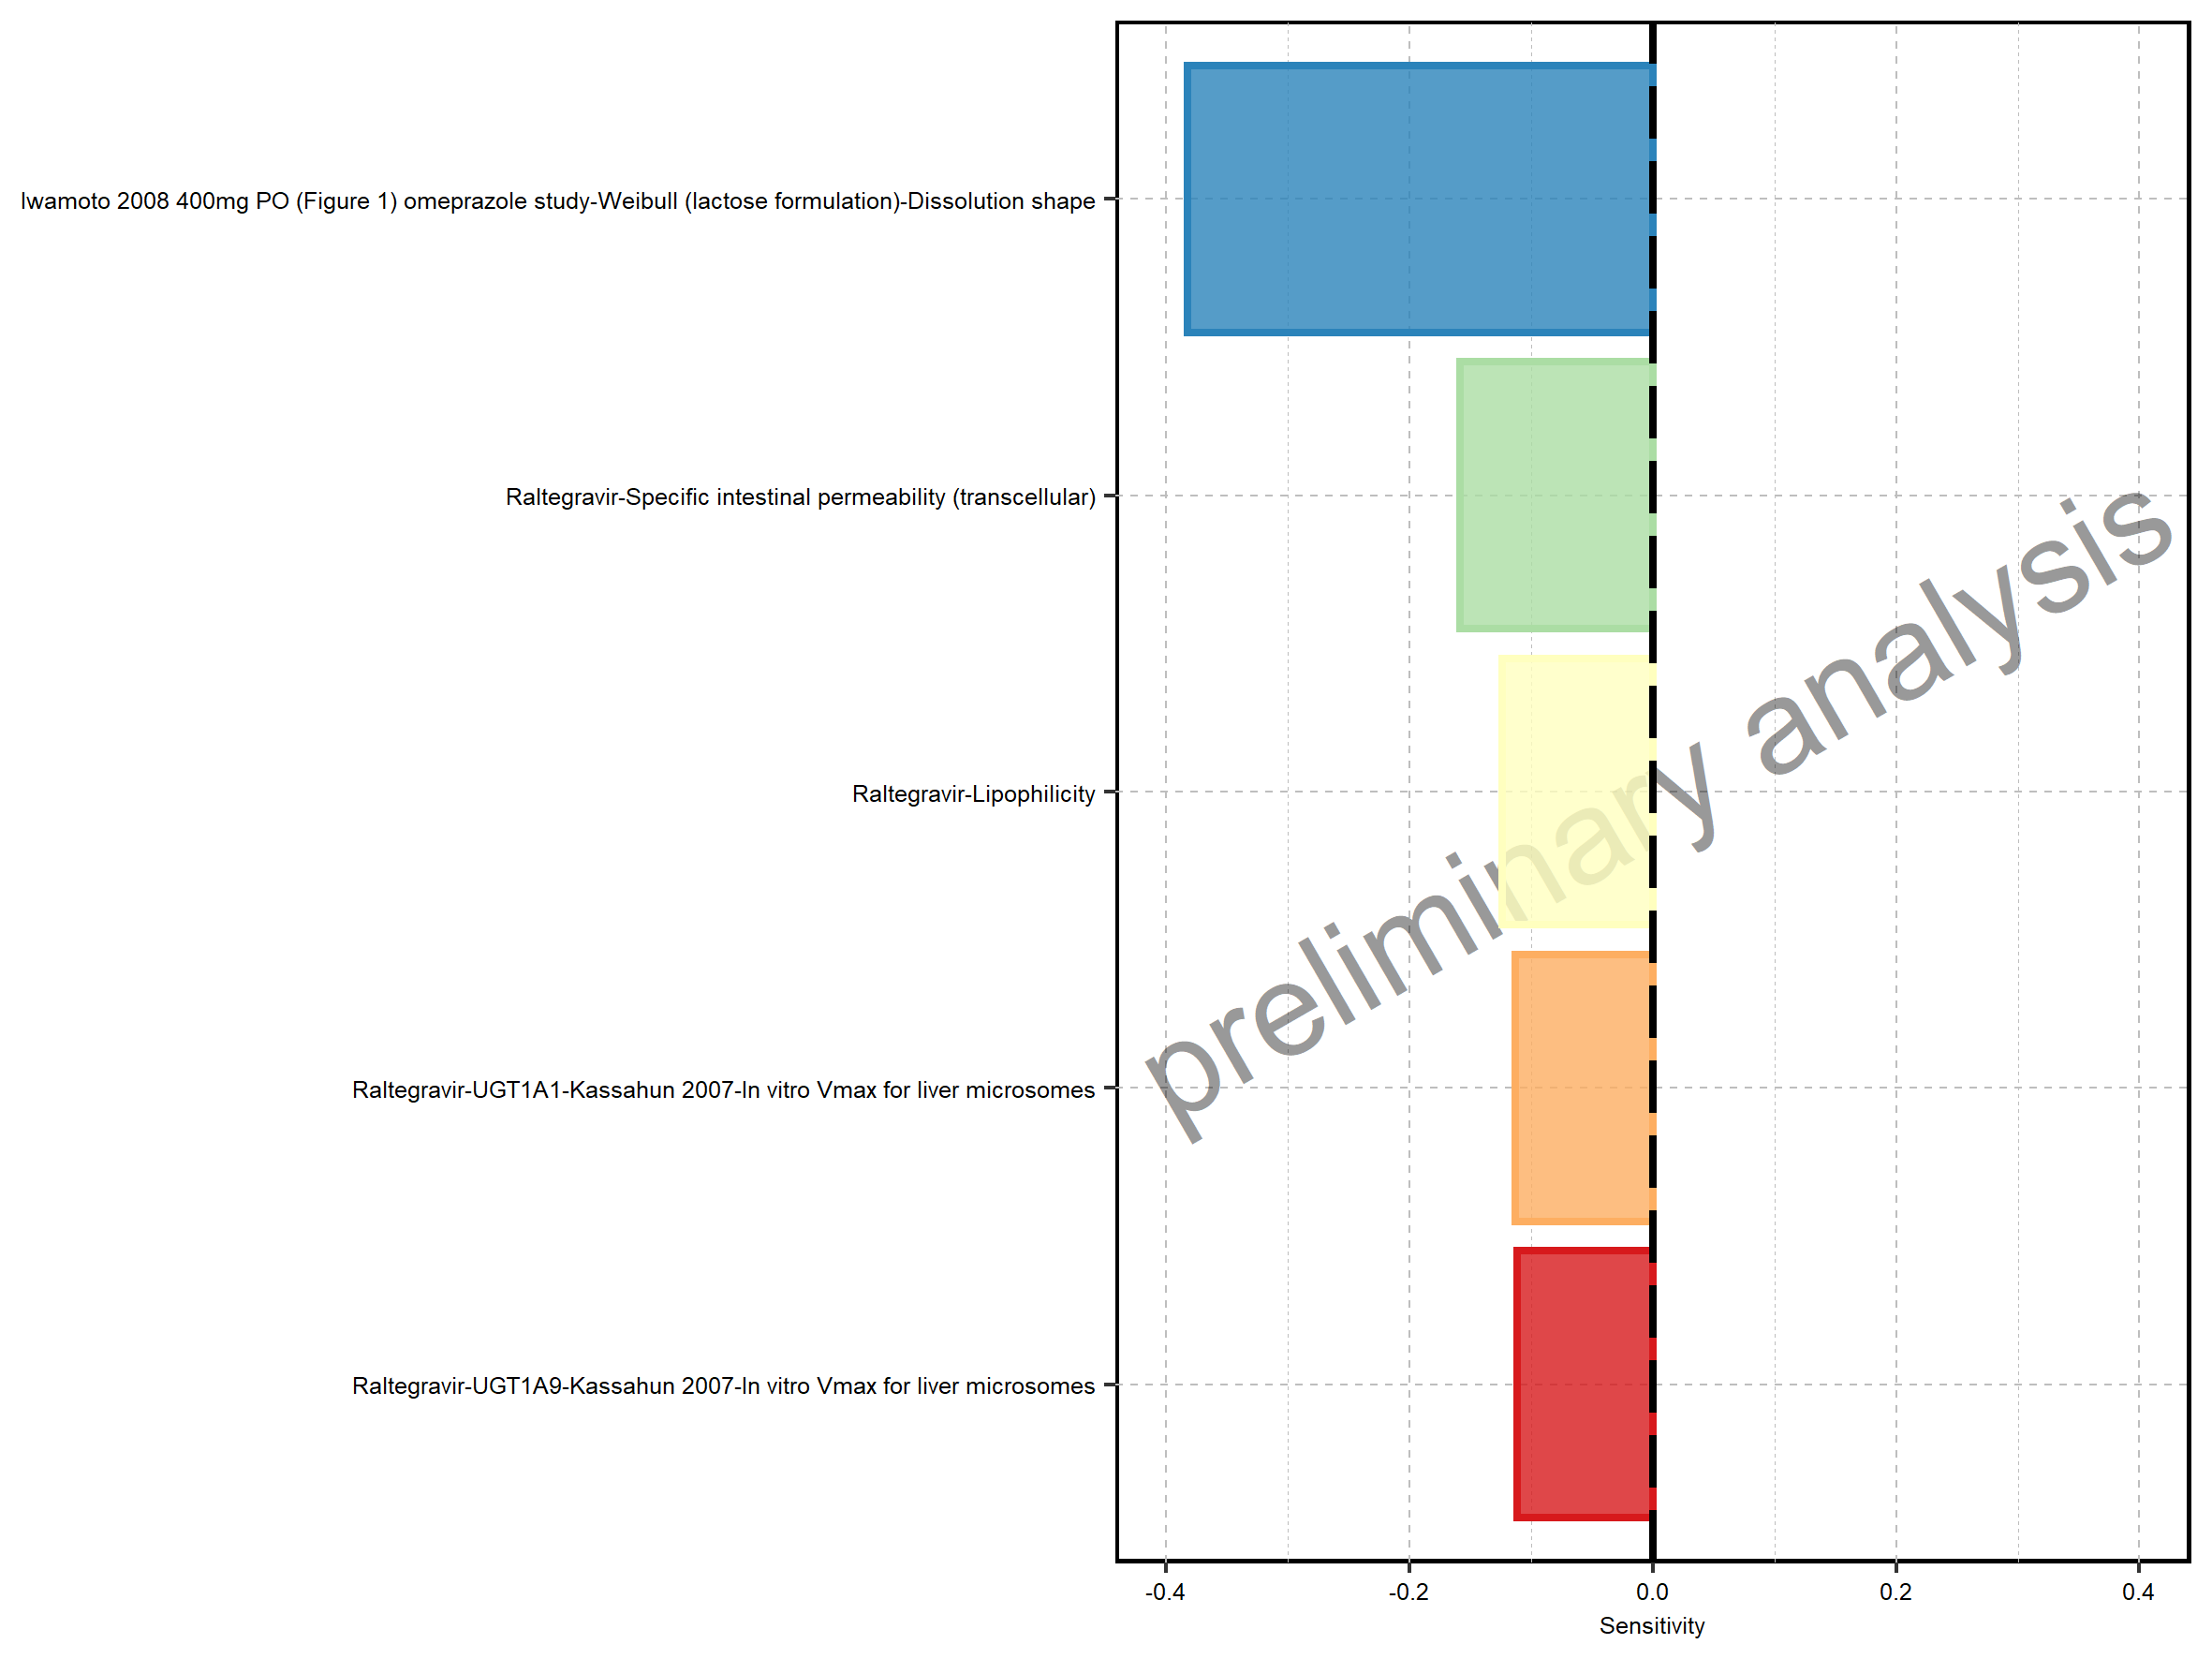 Iwamoto 2008 400mg PO (Figure 1) omeprazole study-Weibull (lactose formulation)-Dissolution shape
Raltegravir-Specific intestinal permeability (transcellular)
Raltegravir-Lipophilicity
Raltegravir-UGT1A1-Kassahun 2007-In vitro Vmax for liver microsomes
Raltegravir-UGT1A9-Kassahun 2007-In vitro Vmax for liver microsomes
preliminary analysis
-0.4 -0.2 0.0 0.2 0.4
Sensitivity